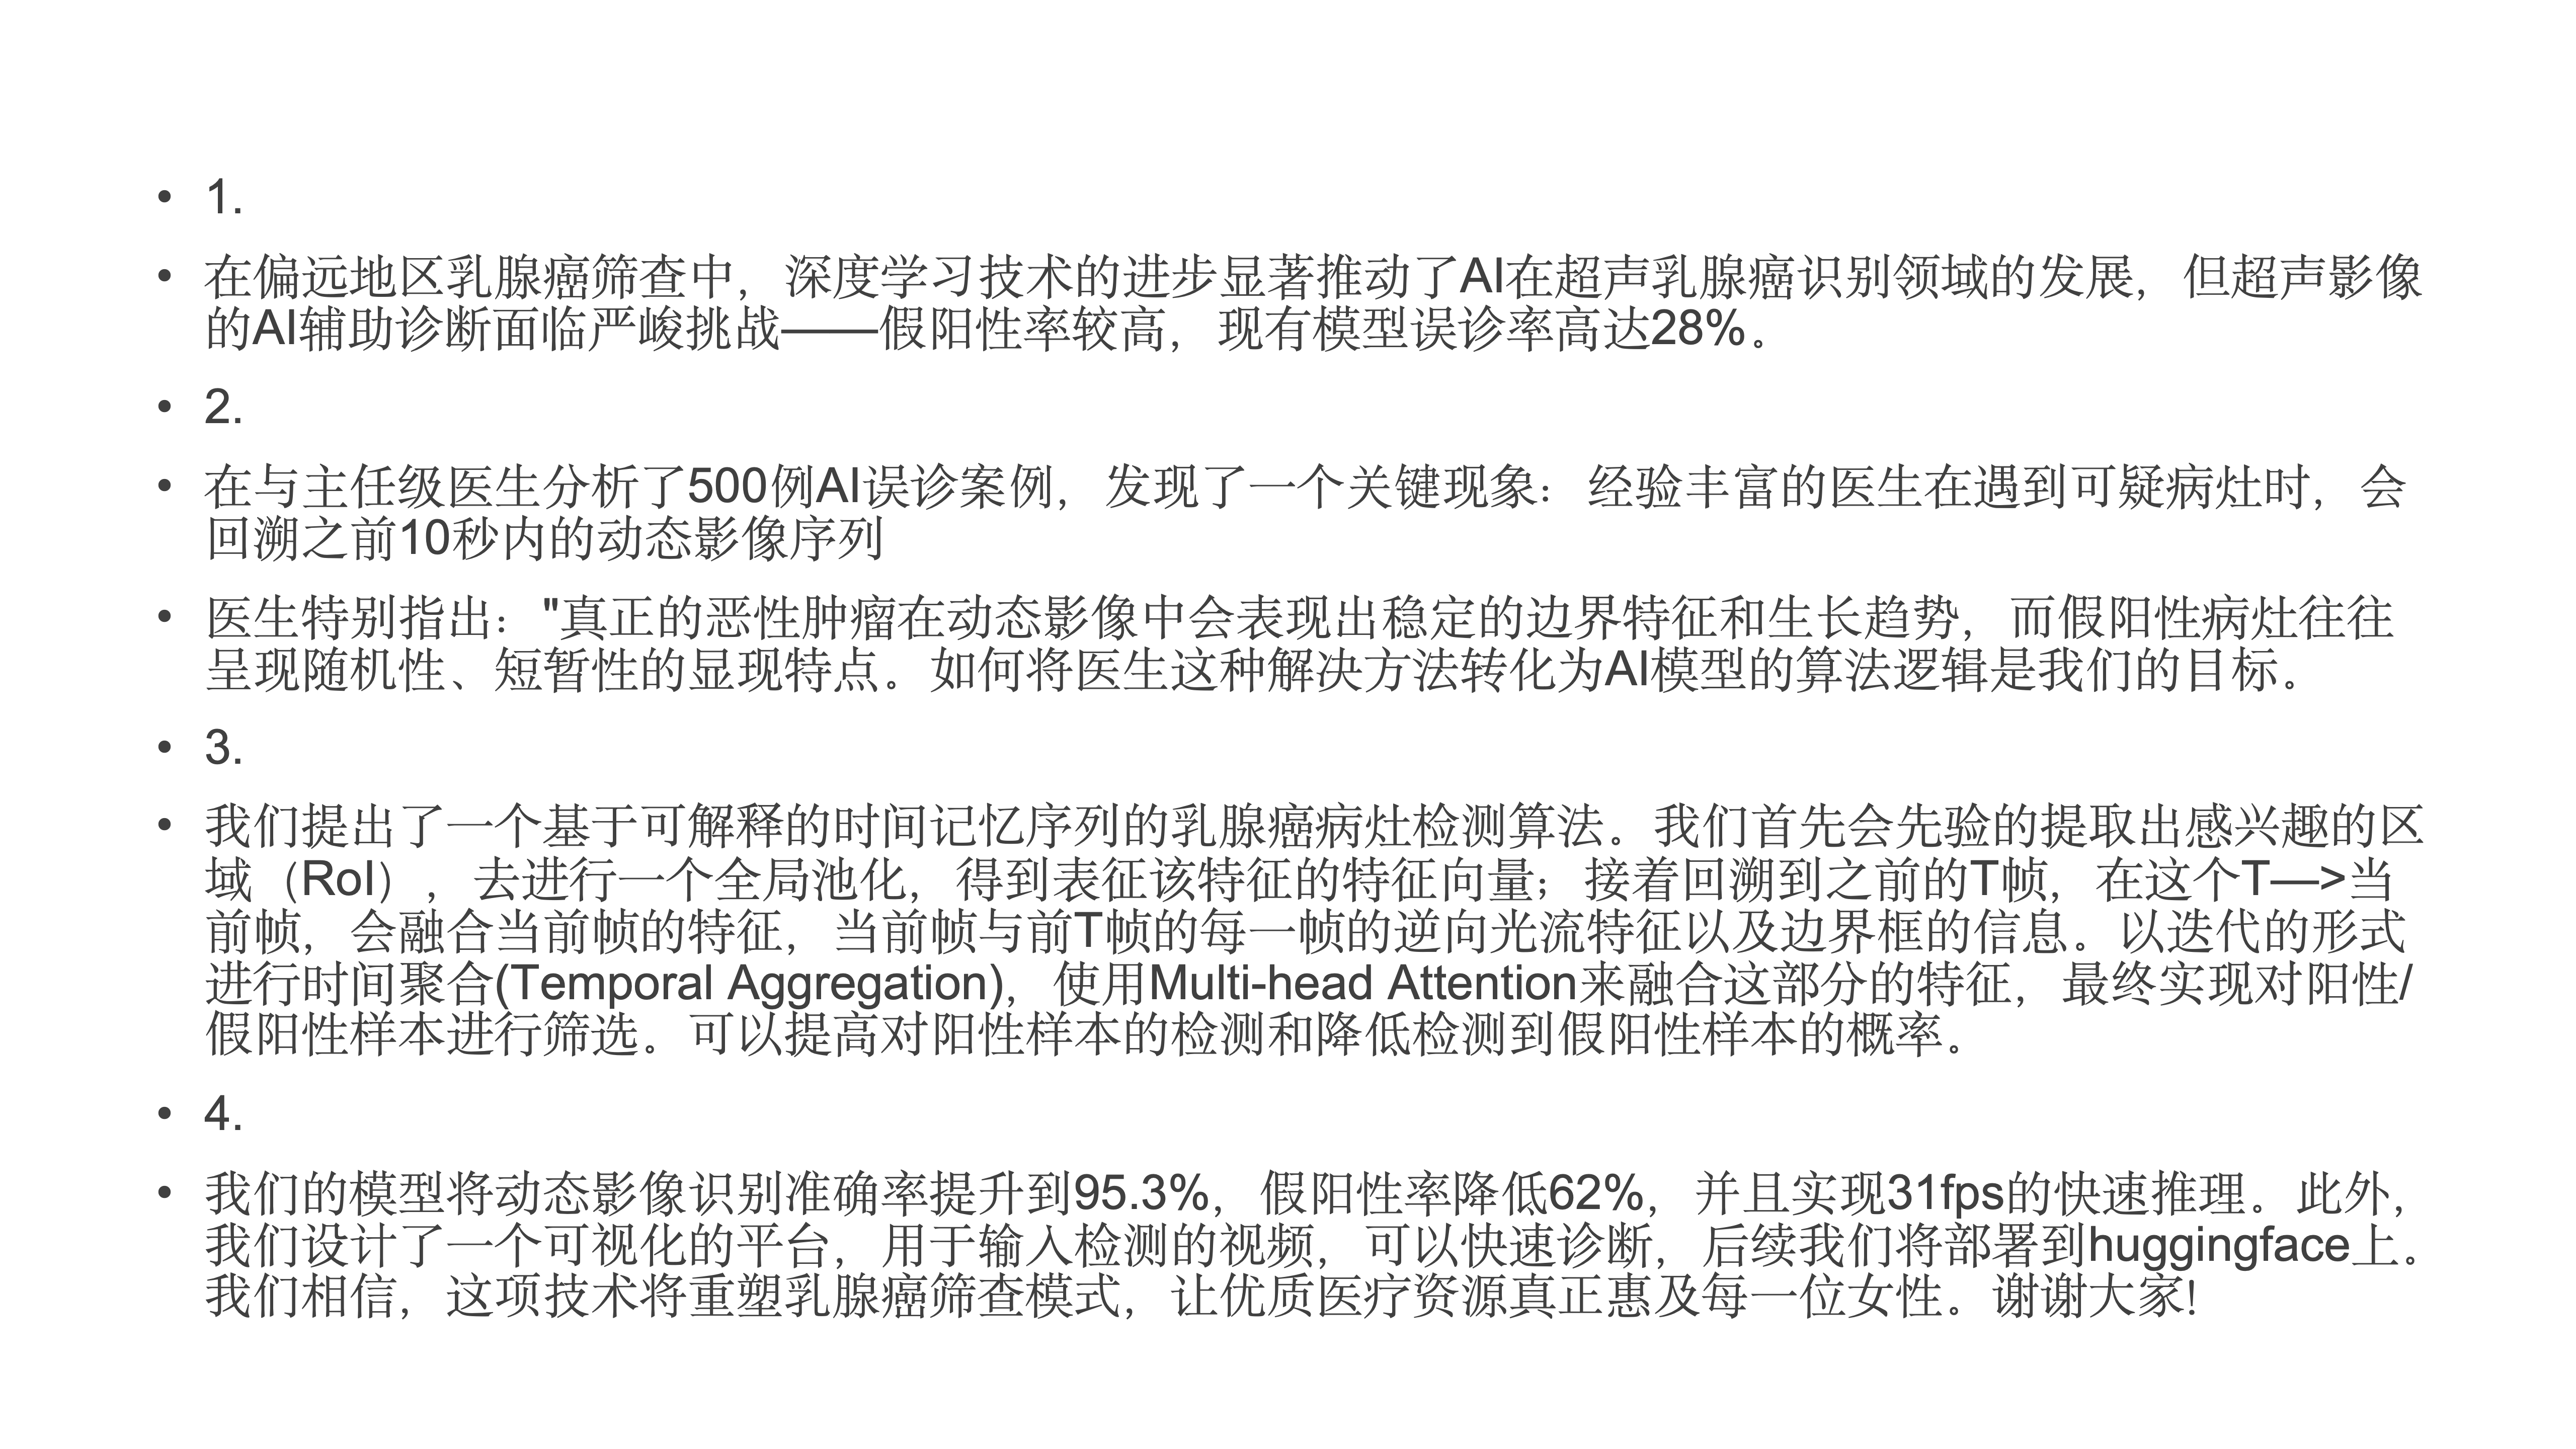 • 1.
• 在偏远地区乳腺癌筛查中，深度学习技术的进步显著推动了AI在超声乳腺癌识别领域的发展，但超声影像
的AI辅助诊断面临严峻挑战——假阳性率较高，现有模型误诊率高达28%。
• 2.
• 在与主任级医生分析了500例AI误诊案例，发现了一个关键现象：经验丰富的医生在遇到可疑病灶时，会
回溯之前10秒内的动态影像序列
• 医生特别指出："真正的恶性肿瘤在动态影像中会表现出稳定的边界特征和生长趋势，而假阳性病灶往往
呈现随机性、短暂性的显现特点。如何将医生这种解决方法转化为AI模型的算法逻辑是我们的目标。
• 3.
• 我们提出了一个基于可解释的时间记忆序列的乳腺癌病灶检测算法。我们首先会先验的提取出感兴趣的区
域（RoI），去进行一个全局池化，得到表征该特征的特征向量；接着回溯到之前的T帧，在这个T—>当
前帧，会融合当前帧的特征，当前帧与前T帧的每一帧的逆向光流特征以及边界框的信息。以迭代的形式
进行时间聚合(Temporal Aggregation)，使用Multi-head Attention来融合这部分的特征，最终实现对阳性/
假阳性样本进行筛选。可以提高对阳性样本的检测和降低检测到假阳性样本的概率。
• 4.
• 我们的模型将动态影像识别准确率提升到95.3%，假阳性率降低62%，并且实现31fps的快速推理。此外，
我们设计了一个可视化的平台，用于输入检测的视频，可以快速诊断，后续我们将部署到huggingface上。
我们相信，这项技术将重塑乳腺癌筛查模式，让优质医疗资源真正惠及每一位女性。谢谢大家!